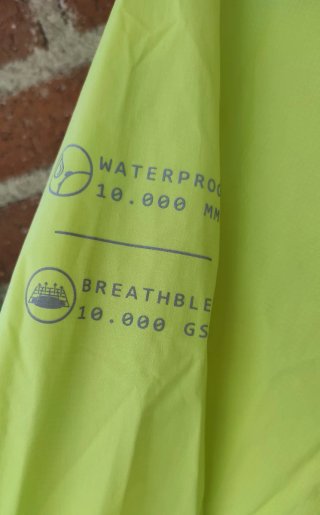 WATERPROO
10.000 MM
BREATHBLE
10.000 GS